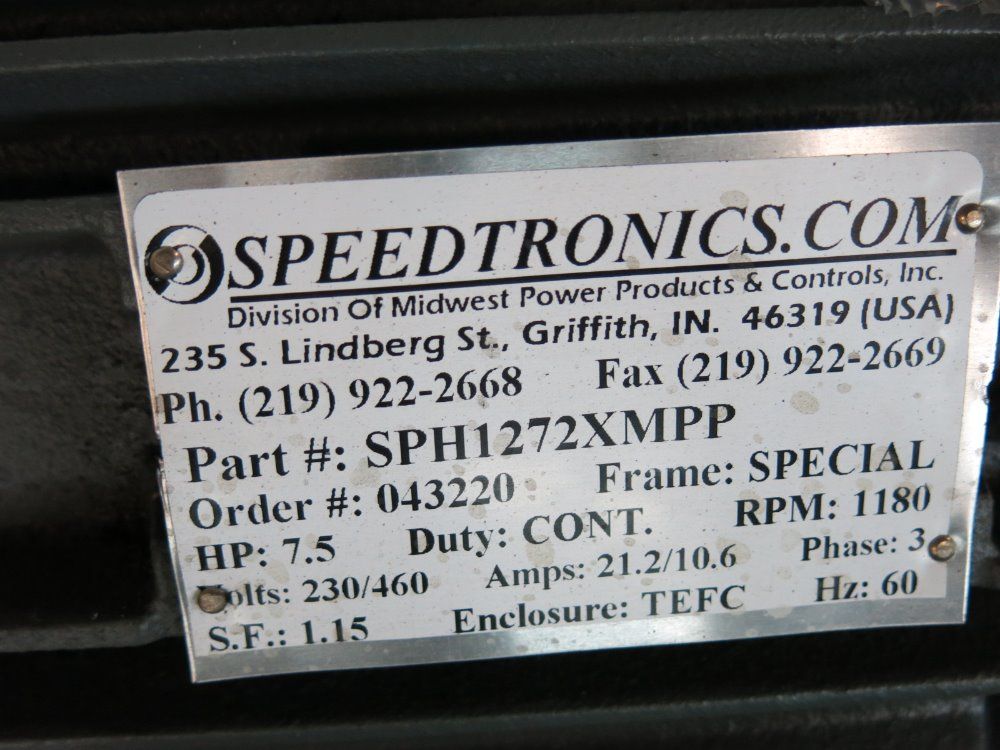 SPEEDTRONICS.COM
Division Of Midwest Power Products & Controls, Inc.
235 S. Lindberg St., Griffith, IN. 46319 (USA)
Ph. (219) 922-2668 Fax (219) 922-2669
Part #: SPH1272XMPP
Order #: 043220 Frame: SPECIAL
HP: 7.5 Duty: CONT. RPM: 1180
Volts: 230/460 Amps: 21.2/10.6 Phase: 3
S.F.: 1.15 Enclosure: TEFC Hz: 60